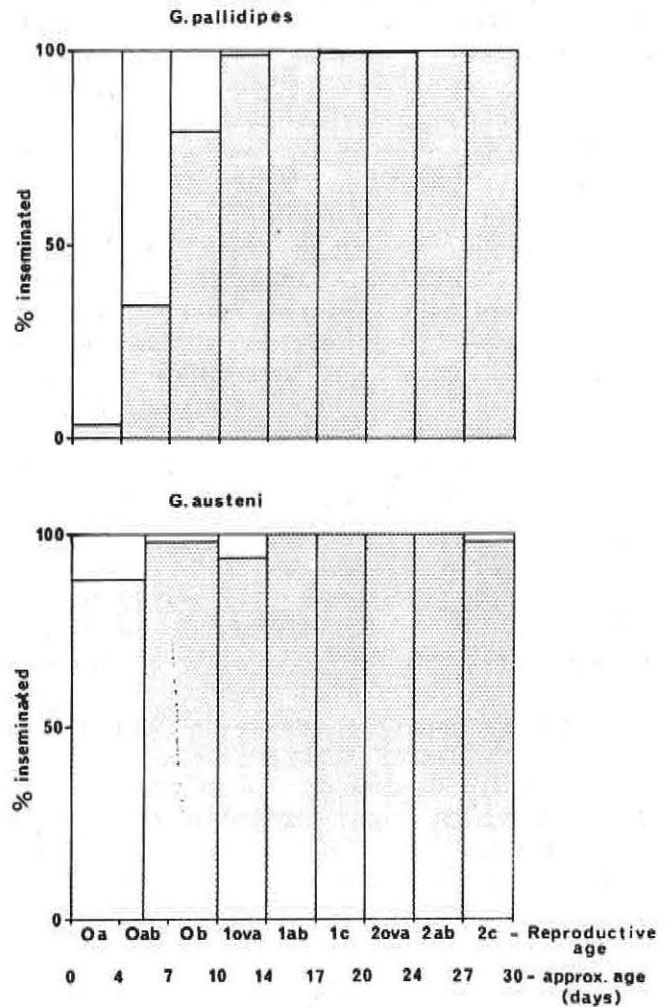 G. pallidipes
100
50
0
% inseminated
G. austeni
100
50
0
% inseminated
Oa Oab Ob 1ova 1ab 1c 2ova 2ab 2c - Reproductive
age
0 4 7 10 14 17 20 24 27 30 - approx. age
(days)